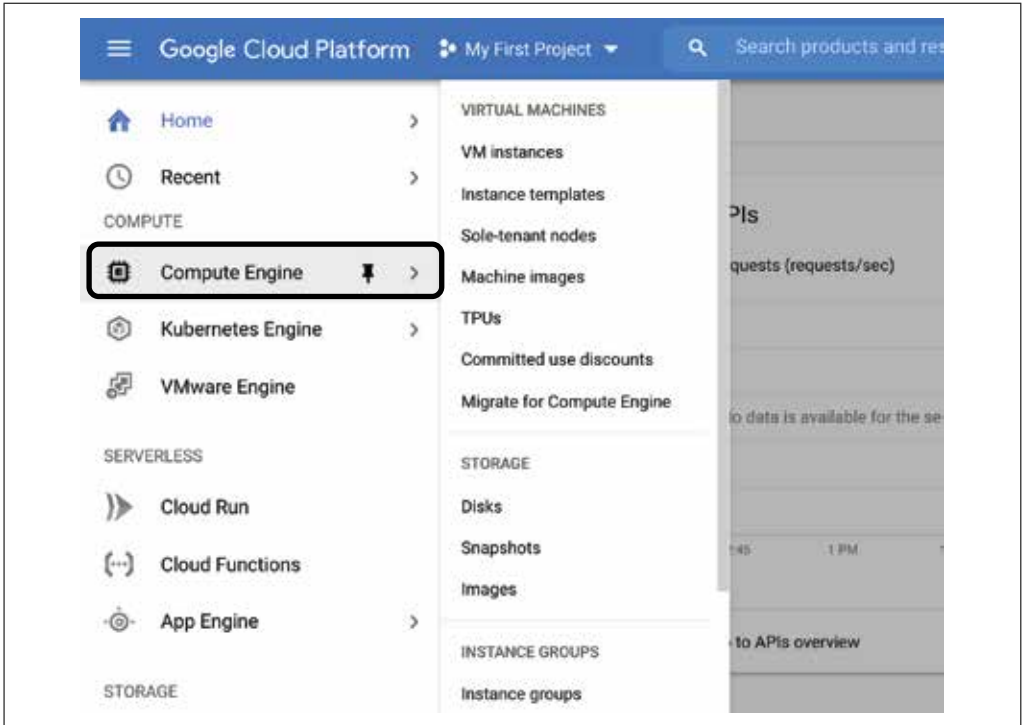 Google Cloud Platform
My First Project
Search products and res
Home
Recent
COMPUTE
Compute Engine
Kubernetes Engine
VMware Engine
SERVERLESS
Cloud Run
Cloud Functions
App Engine
STORAGE
VIRTUAL MACHINES
VM instances
Instance templates
Sole-tenant nodes
Machine images
TPUs
Committed use discounts
Migrate for Compute Engine
STORAGE
Disks
Snapshots
Images
INSTANCE GROUPS
Instance groups
PIs
quests (requests/sec)
o data is available for the se
:45
1 PM
to APIs overview